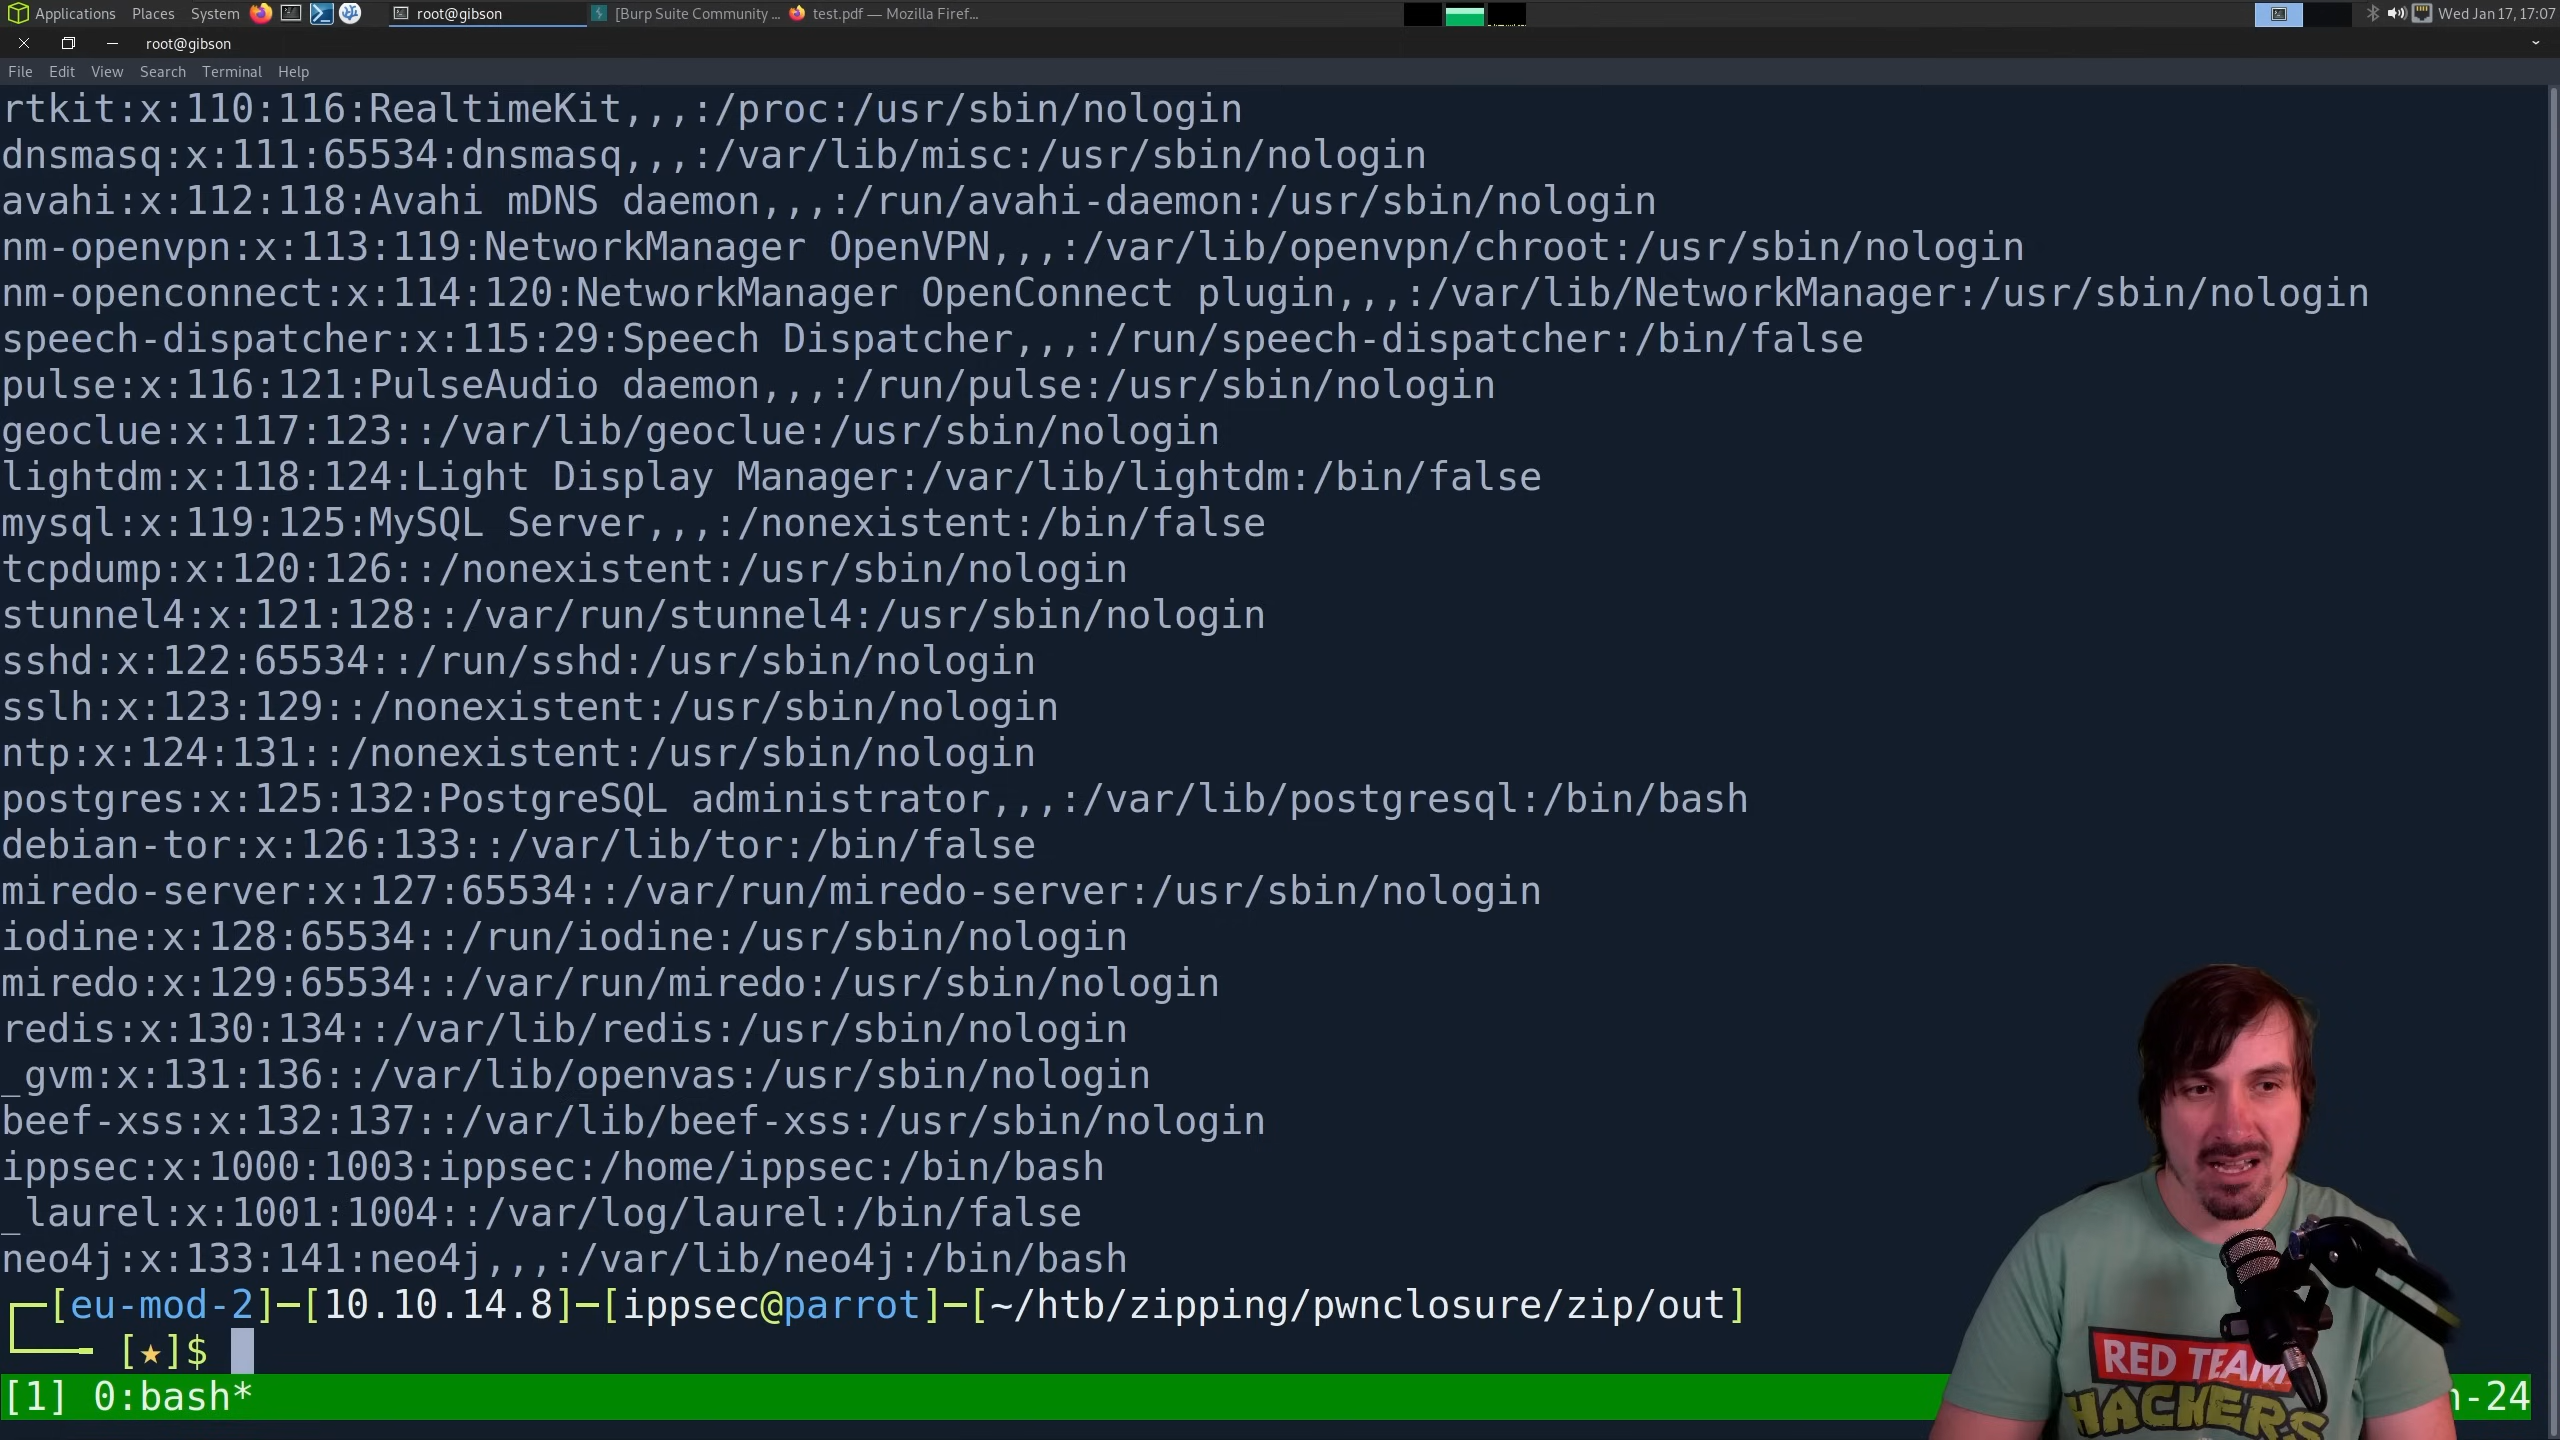 Applications Places System root@gibson [Burp Suite Community ... test.pdf — Mozilla Firef... Wed Jan 17, 17:07
root@gibson
File Edit View Search Terminal Help
rtkit:x:110:116:RealtimeKit,,,:/proc:/usr/sbin/nologin
dnsmasq:x:111:65534:dnsmasq,,,:/var/lib/misc:/usr/sbin/nologin
avahi:x:112:118:Avahi mDNS daemon,,,:/run/avahi-daemon:/usr/sbin/nologin
nm-openvpn:x:113:119:NetworkManager OpenVPN,,,:/var/lib/openvpn/chroot:/usr/sbin/nologin
nm-openconnect:x:114:120:NetworkManager OpenConnect plugin,,,:/var/lib/NetworkManager:/usr/sbin/nologin
speech-dispatcher:x:115:29:Speech Dispatcher,,,:/run/speech-dispatcher:/bin/false
pulse:x:116:121:PulseAudio daemon,,,:/run/pulse:/usr/sbin/nologin
geoclue:x:117:123::/var/lib/geoclue:/usr/sbin/nologin
lightdm:x:118:124:Light Display Manager:/var/lib/lightdm:/bin/false
mysql:x:119:125:MySQL Server,,,:/nonexistent:/bin/false
tcpdump:x:120:126::/nonexistent:/usr/sbin/nologin
stunnel4:x:121:128::/var/run/stunnel4:/usr/sbin/nologin
sshd:x:122:65534::/run/sshd:/usr/sbin/nologin
sslh:x:123:129::/nonexistent:/usr/sbin/nologin
ntp:x:124:131::/nonexistent:/usr/sbin/nologin
postgres:x:125:132:PostgreSQL administrator,,,:/var/lib/postgresql:/bin/bash
debian-tor:x:126:133::/var/lib/tor:/bin/false
miredo-server:x:127:65534::/var/run/miredo-server:/usr/sbin/nologin
iodine:x:128:65534::/run/iodine:/usr/sbin/nologin
miredo:x:129:65534::/var/run/miredo:/usr/sbin/nologin
redis:x:130:134::/var/lib/redis:/usr/sbin/nologin
_gvm:x:131:136::/var/lib/openvas:/usr/sbin/nologin
beef-xss:x:132:137::/var/lib/beef-xss:/usr/sbin/nologin
ippsec:x:1000:1003:ippsec:/home/ippsec:/bin/bash
_laurel:x:1001:1004::/var/log/laurel:/bin/false
neo4j:x:133:141:neo4j,,,:/var/lib/neo4j:/bin/bash
┌─[eu-mod-2]─[10.10.14.8]─[ippsec@parrot]─[~/htb/zipping/pwnclosure/zip/out]
└──╼ [★]$
[1] 0:bash* -24
RED TEAM
HACKERS